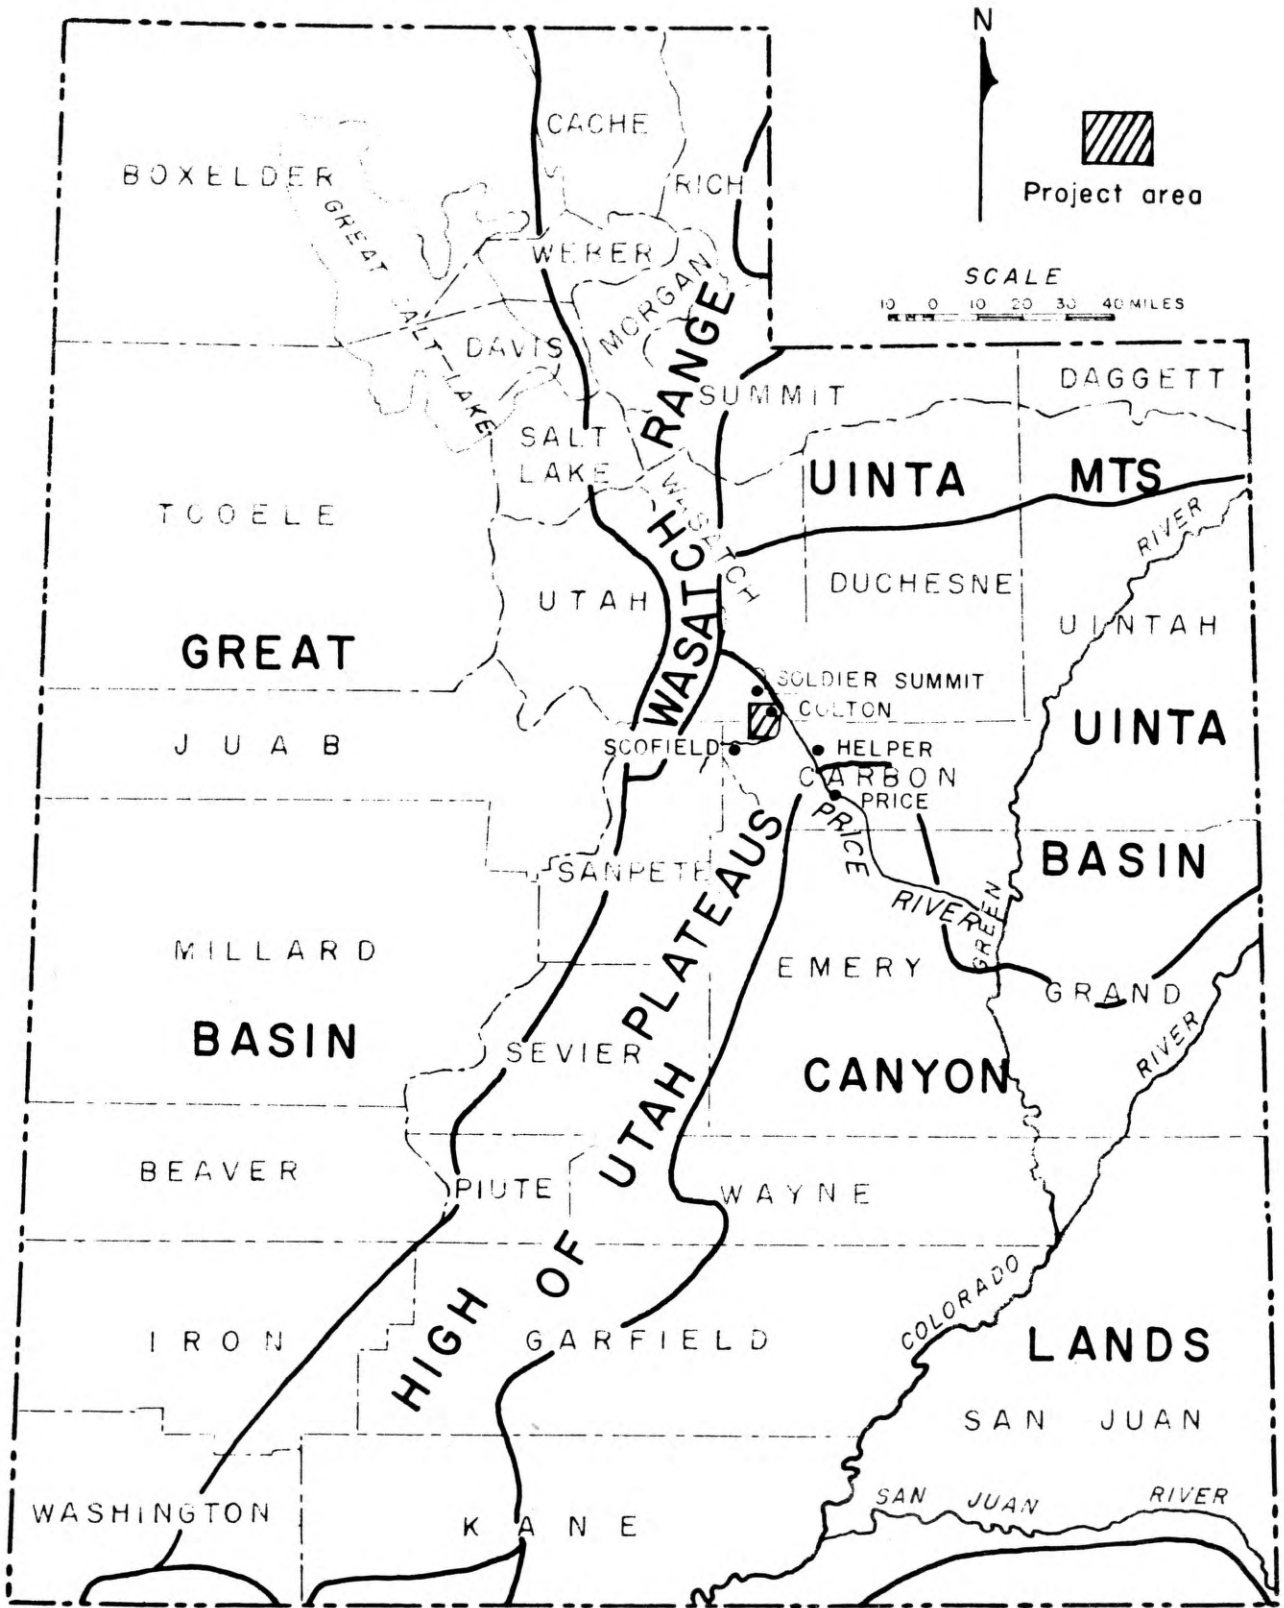 N
Project area
SCALE
10 0 10 20 30 40 MILES
CACHE
BOXELDER
RICH
GREAT SALT LAKE
WEBER
MORGAN
DAVIS
SUMMIT
DAGGETT
SALT
LAKE
WASATCH RANGE
UINTA MTS
WASATCH
TOOELE
RIVER
UTAH
DUCHESNE
UINTAH
GREAT
SOLDIER SUMMIT
COLTON
UINTA
JUAB
SCOFIELD
HELPER
CARBON
PRICE
PRICE RIVER
SANPETE
BASIN
GREEN
MILLARD
EMERY
GRAND
BASIN
SEVIER
CANYON
RIVER
HIGH PLATEAUS
OF UTAH
BEAVER
PIUTE
WAYNE
COLORADO
IRON
GARFIELD
LANDS
SAN JUAN
WASHINGTON
KANE
SAN JUAN RIVER